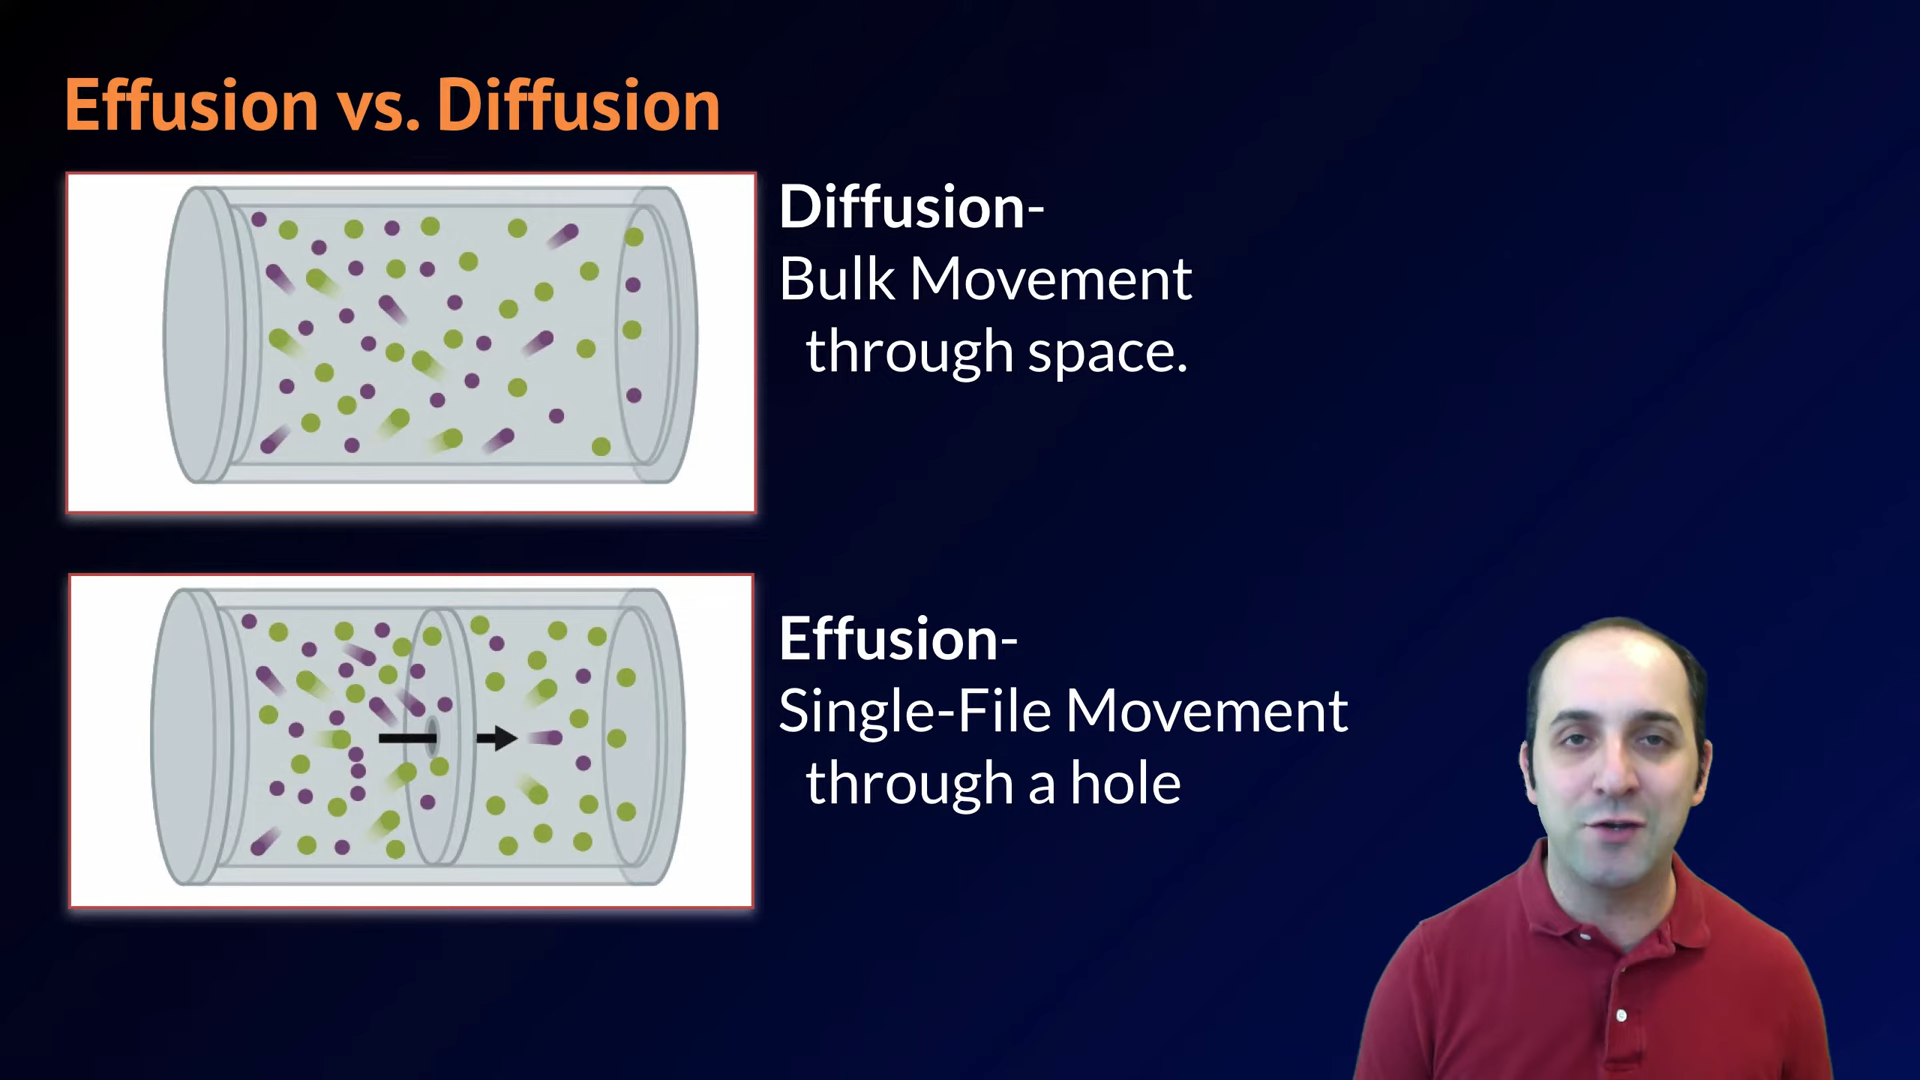 Effusion vs. Diffusion
Diffusion-
Bulk Movement
through space.
Effusion-
Single-File Movement
through a hole